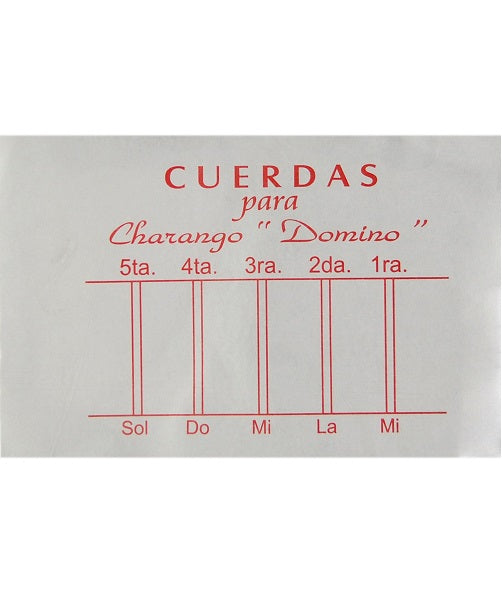 CUERDAS
para
Charango " Domino "
5ta. 4ta. 3ra. 2da. 1ra.
Sol Do Mi La Mi